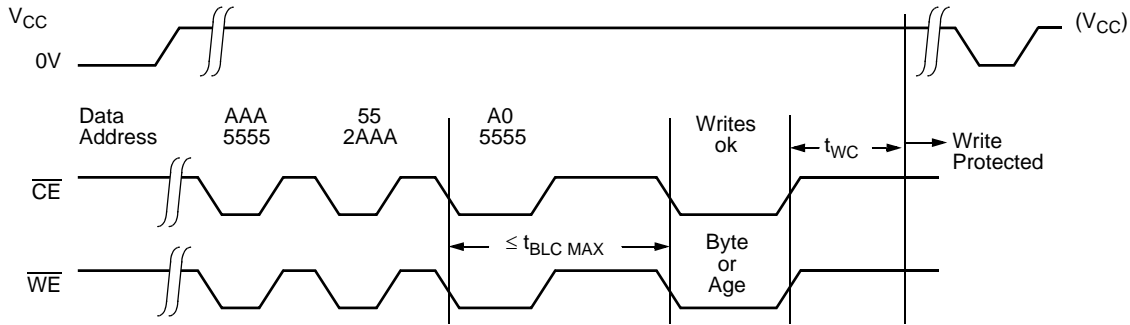 VCC
(VCC)
0V
Data AAA 55 A0 Writes
Address 5555 2AAA 5555 ok
tWC
Write
Protected
CE
≤ tBLC MAX
Byte
or
Age
WE